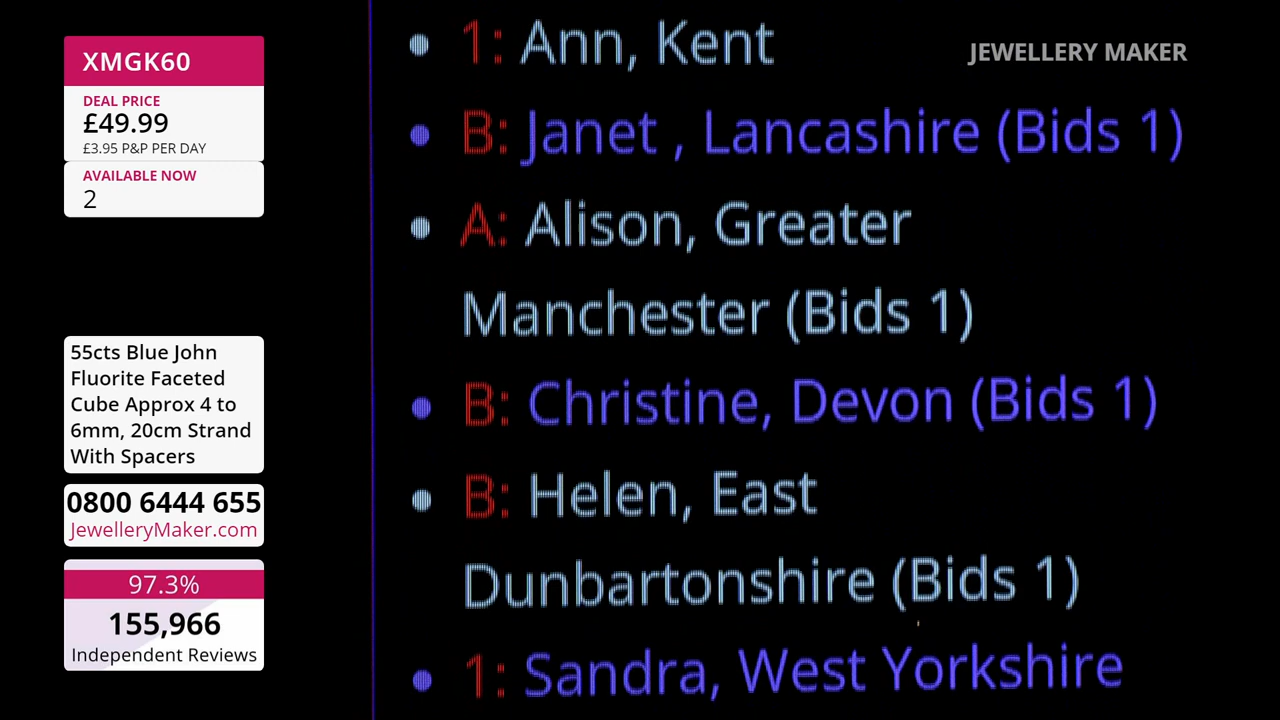 XMGK60
DEAL PRICE
£49.99
£3.95 P&P PER DAY
AVAILABLE NOW
2
55cts Blue John
Fluorite Faceted
Cube Approx 4 to
6mm, 20cm Strand
With Spacers
0800 6444 655
JewelleryMaker.com
97.3%
155,966
Independent Reviews
JEWELLERY MAKER
• 1: Ann, Kent
• B: Janet , Lancashire (Bids 1)
• A: Alison, Greater
Manchester (Bids 1)
• B: Christine, Devon (Bids 1)
• B: Helen, East
Dunbartonshire (Bids 1)
• 1: Sandra, West Yorkshire